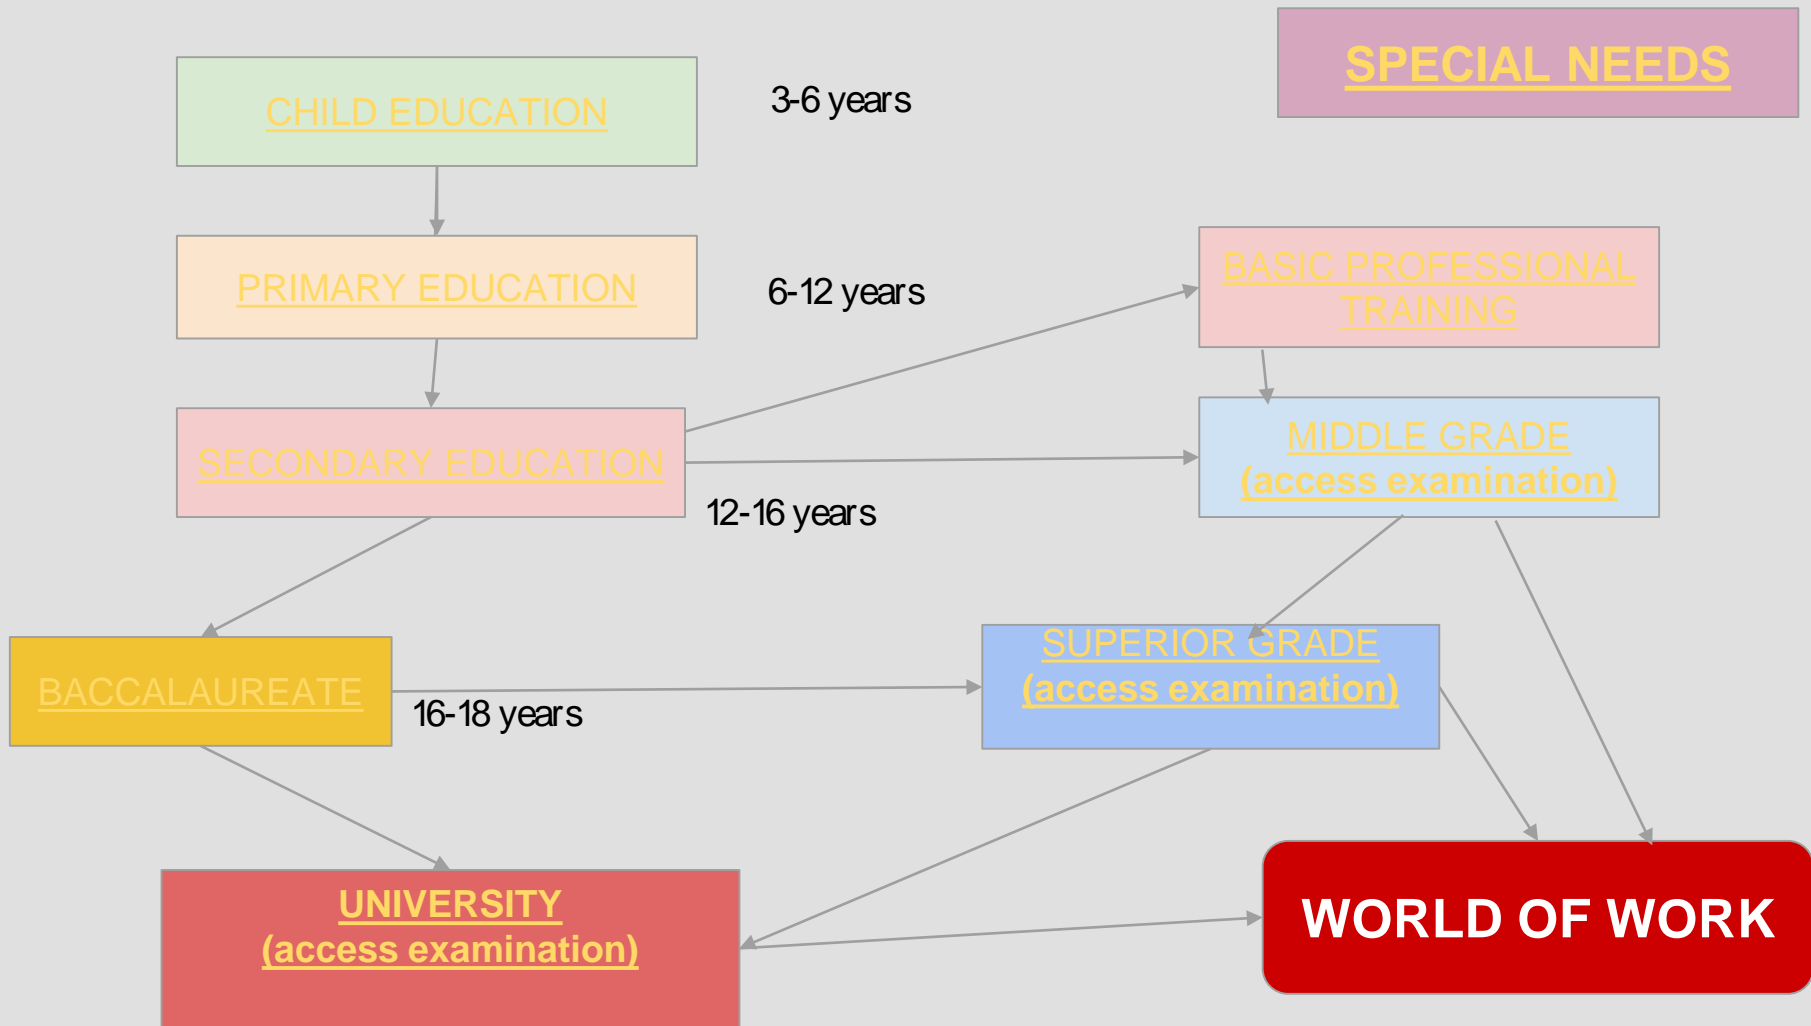 SPECIAL NEEDS
CHILD EDUCATION
3-6 years
PRIMARY EDUCATION
6-12 years
BASIC PROFESSIONAL
TRAINING
SECONDARY EDUCATION
12-16 years
MIDDLE GRADE
(access examination)
BACCALAUREATE
16-18 years
SUPERIOR GRADE
(access examination)
UNIVERSITY
(access examination)
WORLD OF WORK